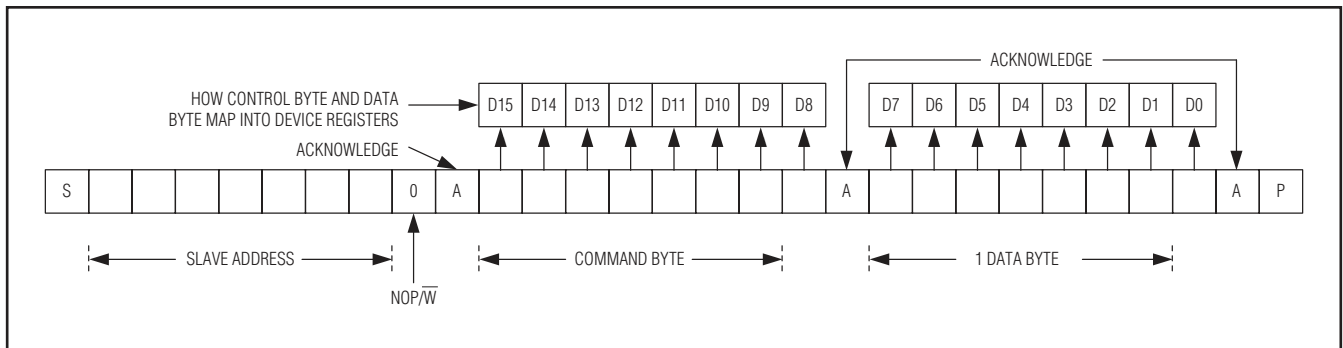 ACKNOWLEDGE
HOW CONTROL BYTE AND DATA
BYTE MAP INTO DEVICE REGISTERS
D15 D14 D13 D12 D11 D10 D9 D8 D7 D6 D5 D4 D3 D2 D1 D0
ACKNOWLEDGE
S 0 A A A P
SLAVE ADDRESS COMMAND BYTE 1 DATA BYTE
NOP/W̅